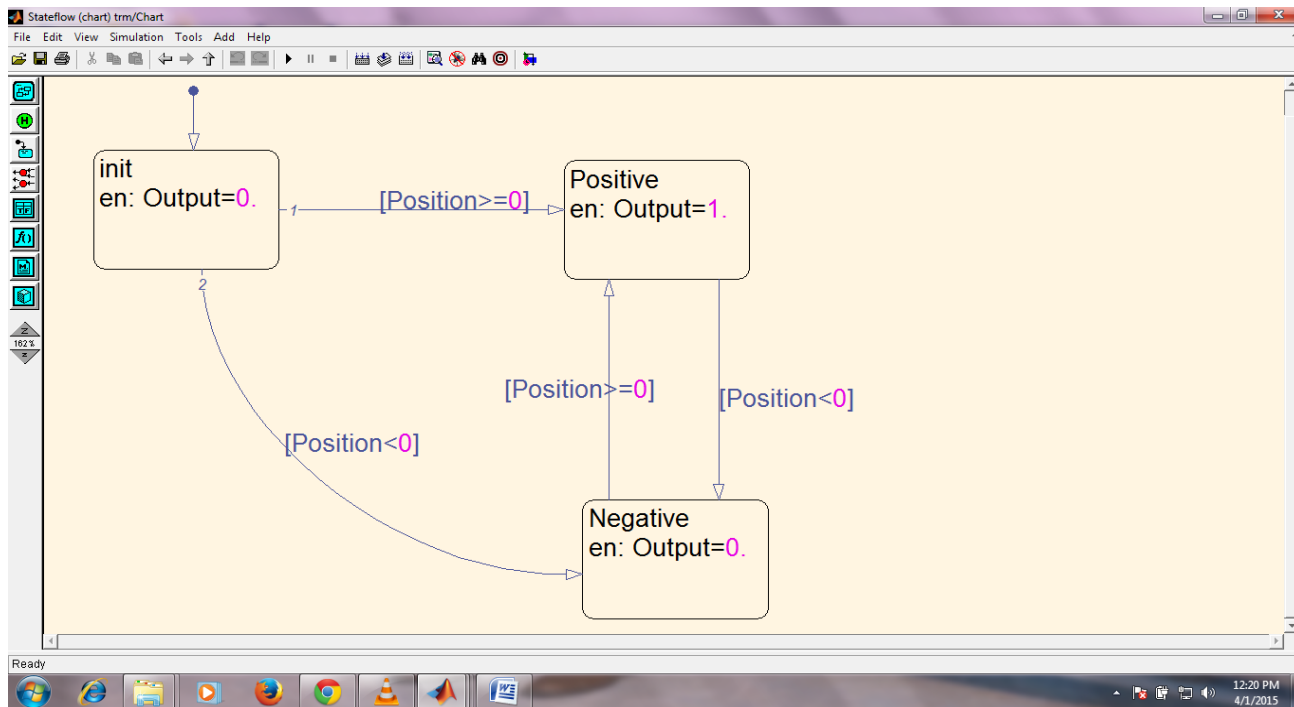 Stateflow (chart) trm/Chart
File Edit View Simulation Tools Add Help
162 %
init
en: Output=0.
1
[Position>=0]
Positive
en: Output=1.
2
[Position>=0]
[Position<0]
[Position<0]
Negative
en: Output=0.
Ready
12:20 PM
4/1/2015